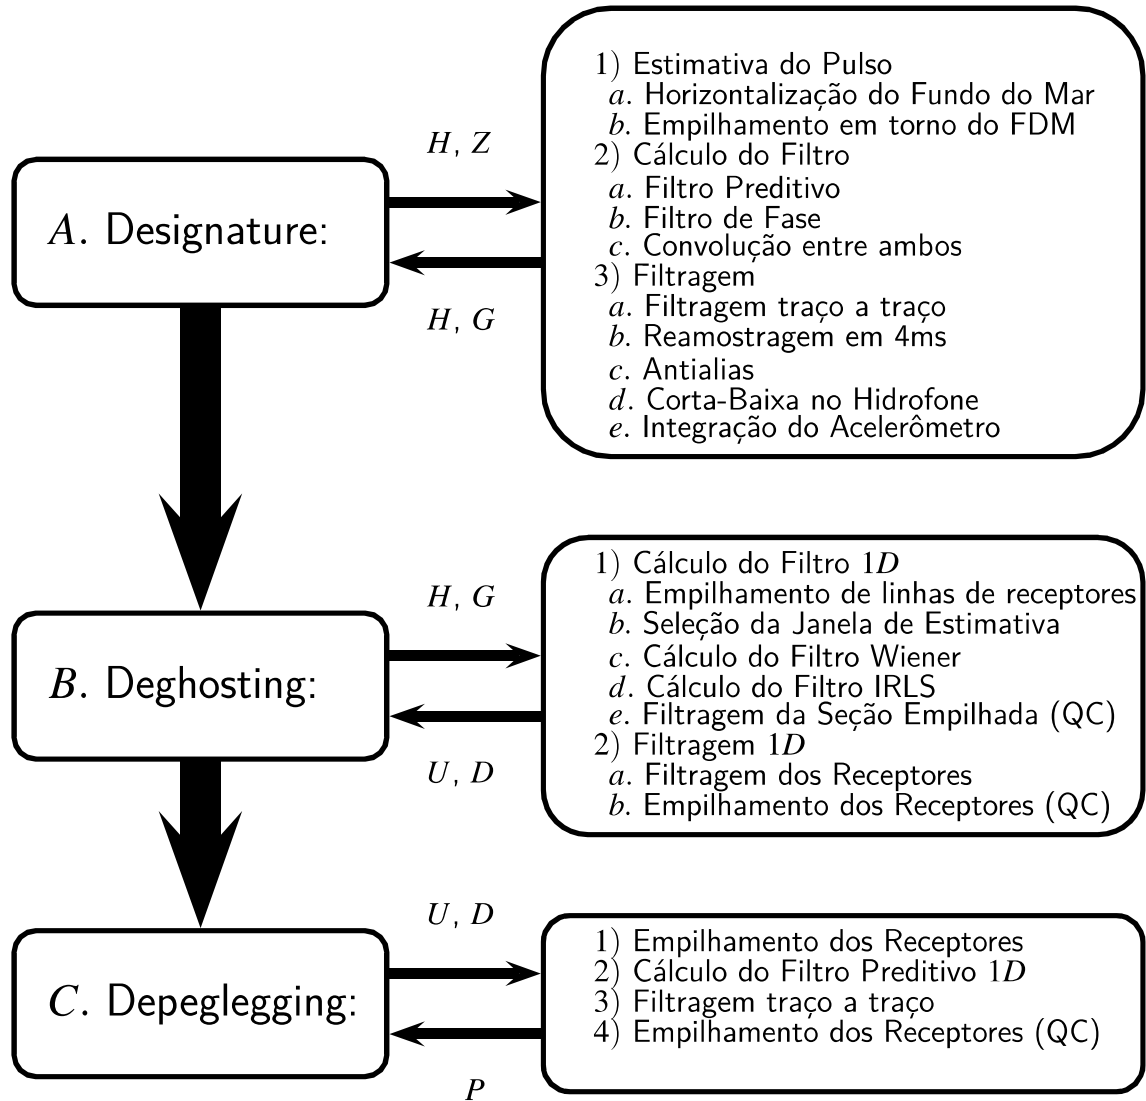 A. Designature:
H, Z
H, G
1) Estimativa do Pulso
a. Horizontalização do Fundo do Mar
b. Empilhamento em torno do FDM
2) Cálculo do Filtro
a. Filtro Preditivo
b. Filtro de Fase
c. Convolução entre ambos
3) Filtragem
a. Filtragem traço a traço
b. Reamostragem em 4ms
c. Antialias
d. Corta-Baixa no Hidrofone
e. Integração do Acelerômetro
B. Deghosting:
H, G
U, D
1) Cálculo do Filtro 1D
a. Empilhamento de linhas de receptores
b. Seleção da Janela de Estimativa
c. Cálculo do Filtro Wiener
d. Cálculo do Filtro IRLS
e. Filtragem da Seção Empilhada (QC)
2) Filtragem 1D
a. Filtragem dos Receptores
b. Empilhamento dos Receptores (QC)
C. Depeglegging:
U, D
P
1) Empilhamento dos Receptores
2) Cálculo do Filtro Preditivo 1D
3) Filtragem traço a traço
4) Empilhamento dos Receptores (QC)